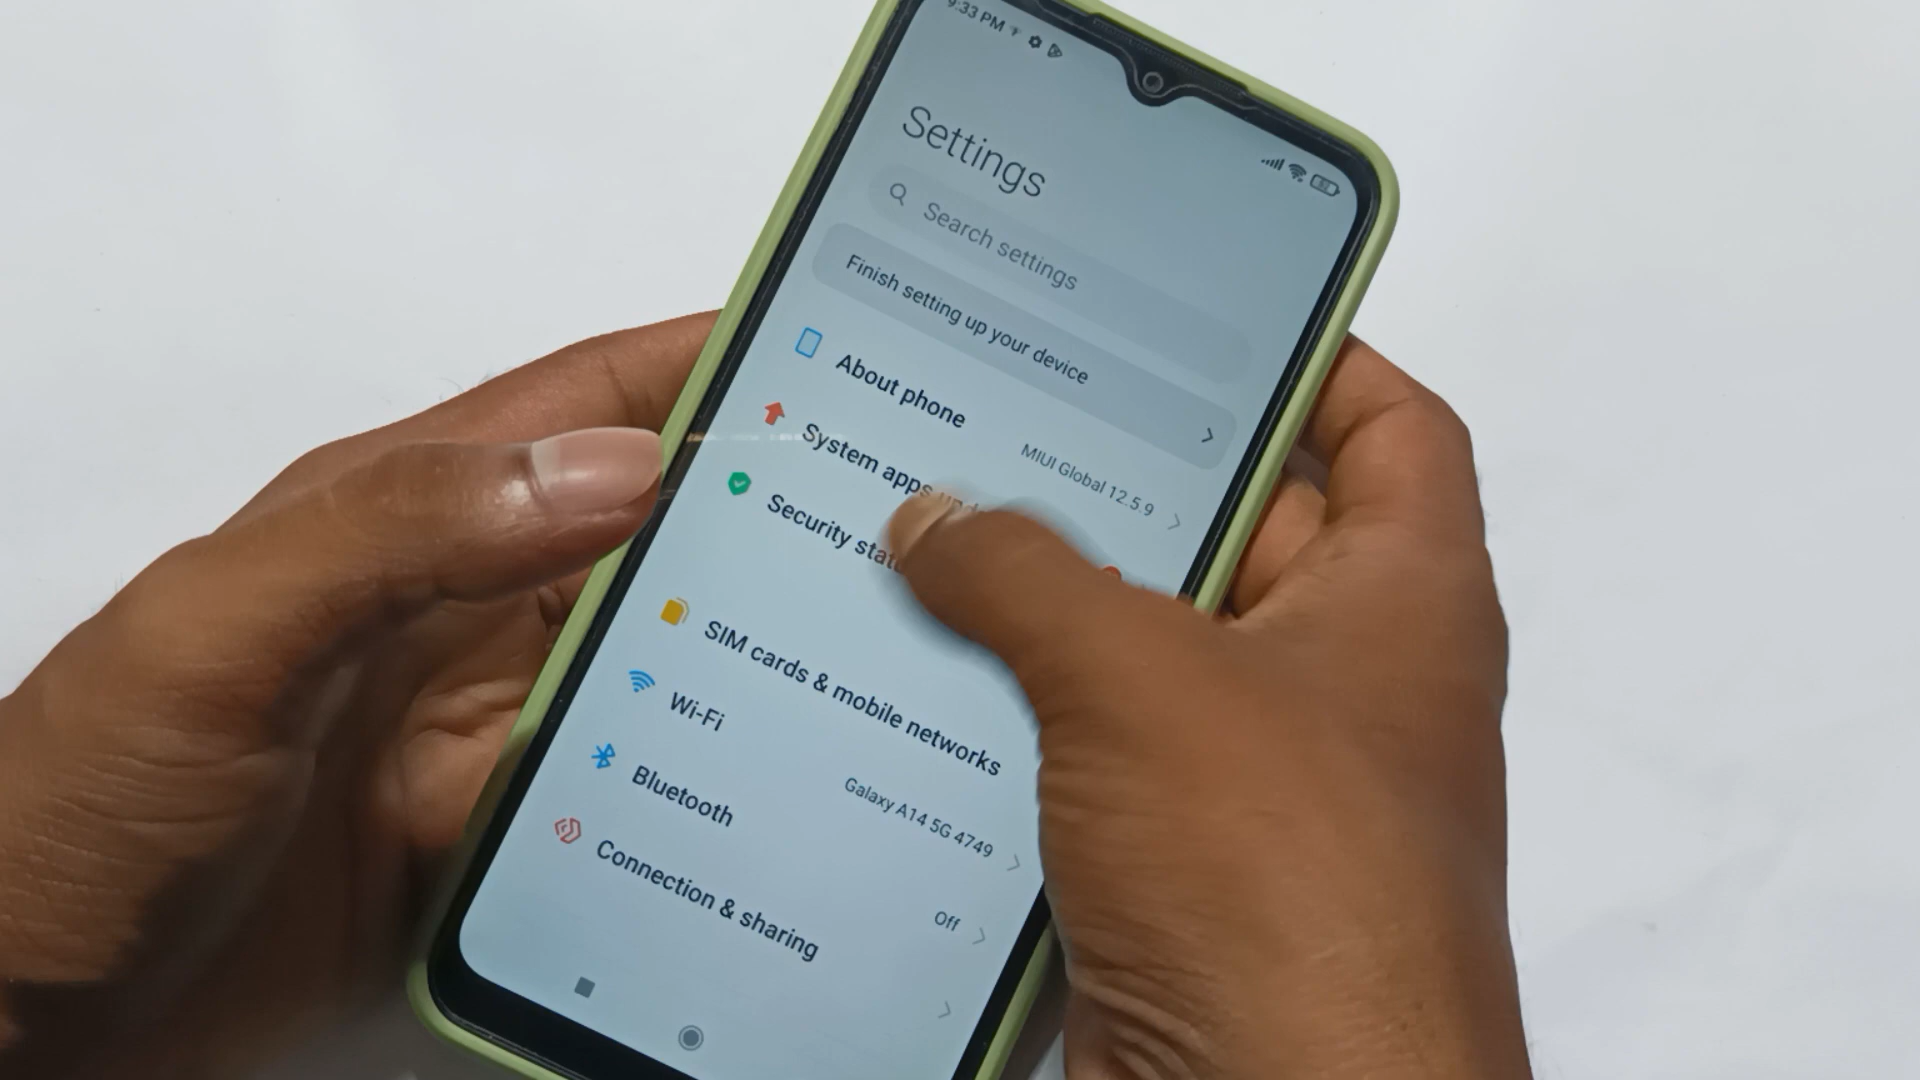 9:33 PM
Settings
Search settings
Finish setting up your device
About phone
MIUI Global 12.5.9
System apps
Security
SIM cards & mobile networks
Wi-Fi
Galaxy A14 5G 4749
Bluetooth
Off
Connection & sharing